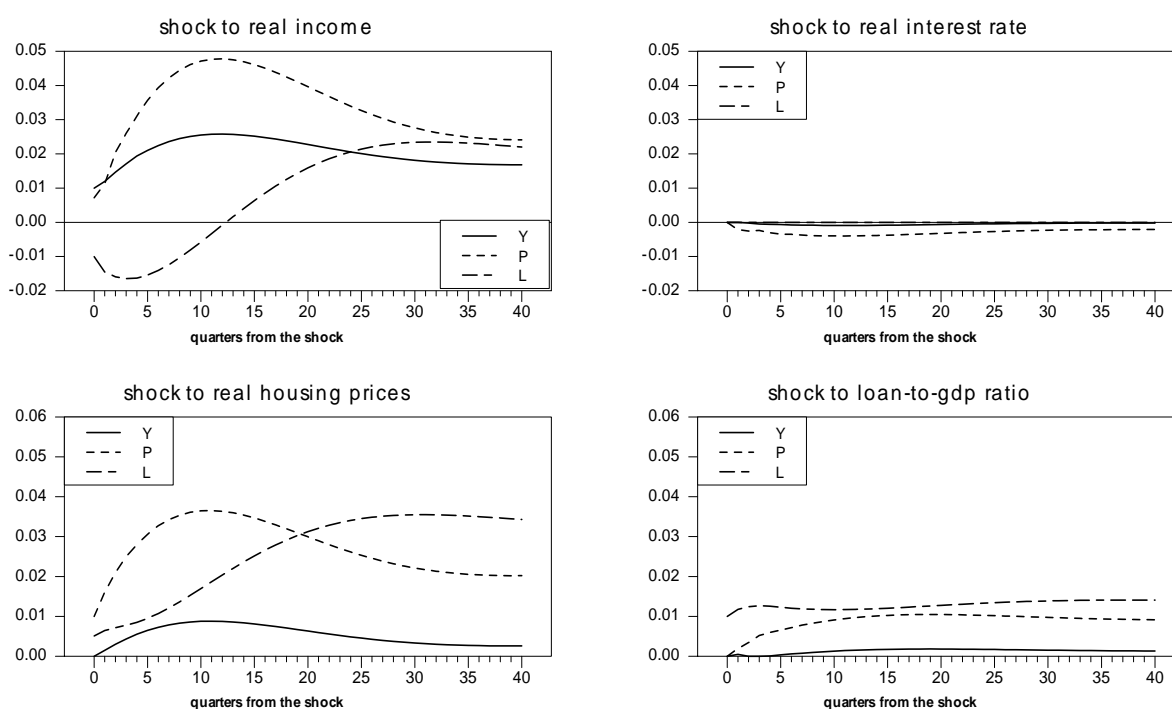 shock to real income
0.05
0.04
0.03
0.02
0.01
0.00
-0.01
-0.02
Y
P
L
0 5 10 15 20 25 30 35 40
quarters from the shock
shock to real interest rate
0.05
0.04
0.03
0.02
0.01
0.00
-0.01
-0.02
Y
P
L
0 5 10 15 20 25 30 35 40
quarters from the shock
shock to real housing prices
0.06
0.05
0.04
0.03
0.02
0.01
0.00
Y
P
L
0 5 10 15 20 25 30 35 40
quarters from the shock
shock to loan-to-gdp ratio
0.06
0.05
0.04
0.03
0.02
0.01
0.00
Y
P
L
0 5 10 15 20 25 30 35 40
quarters from the shock